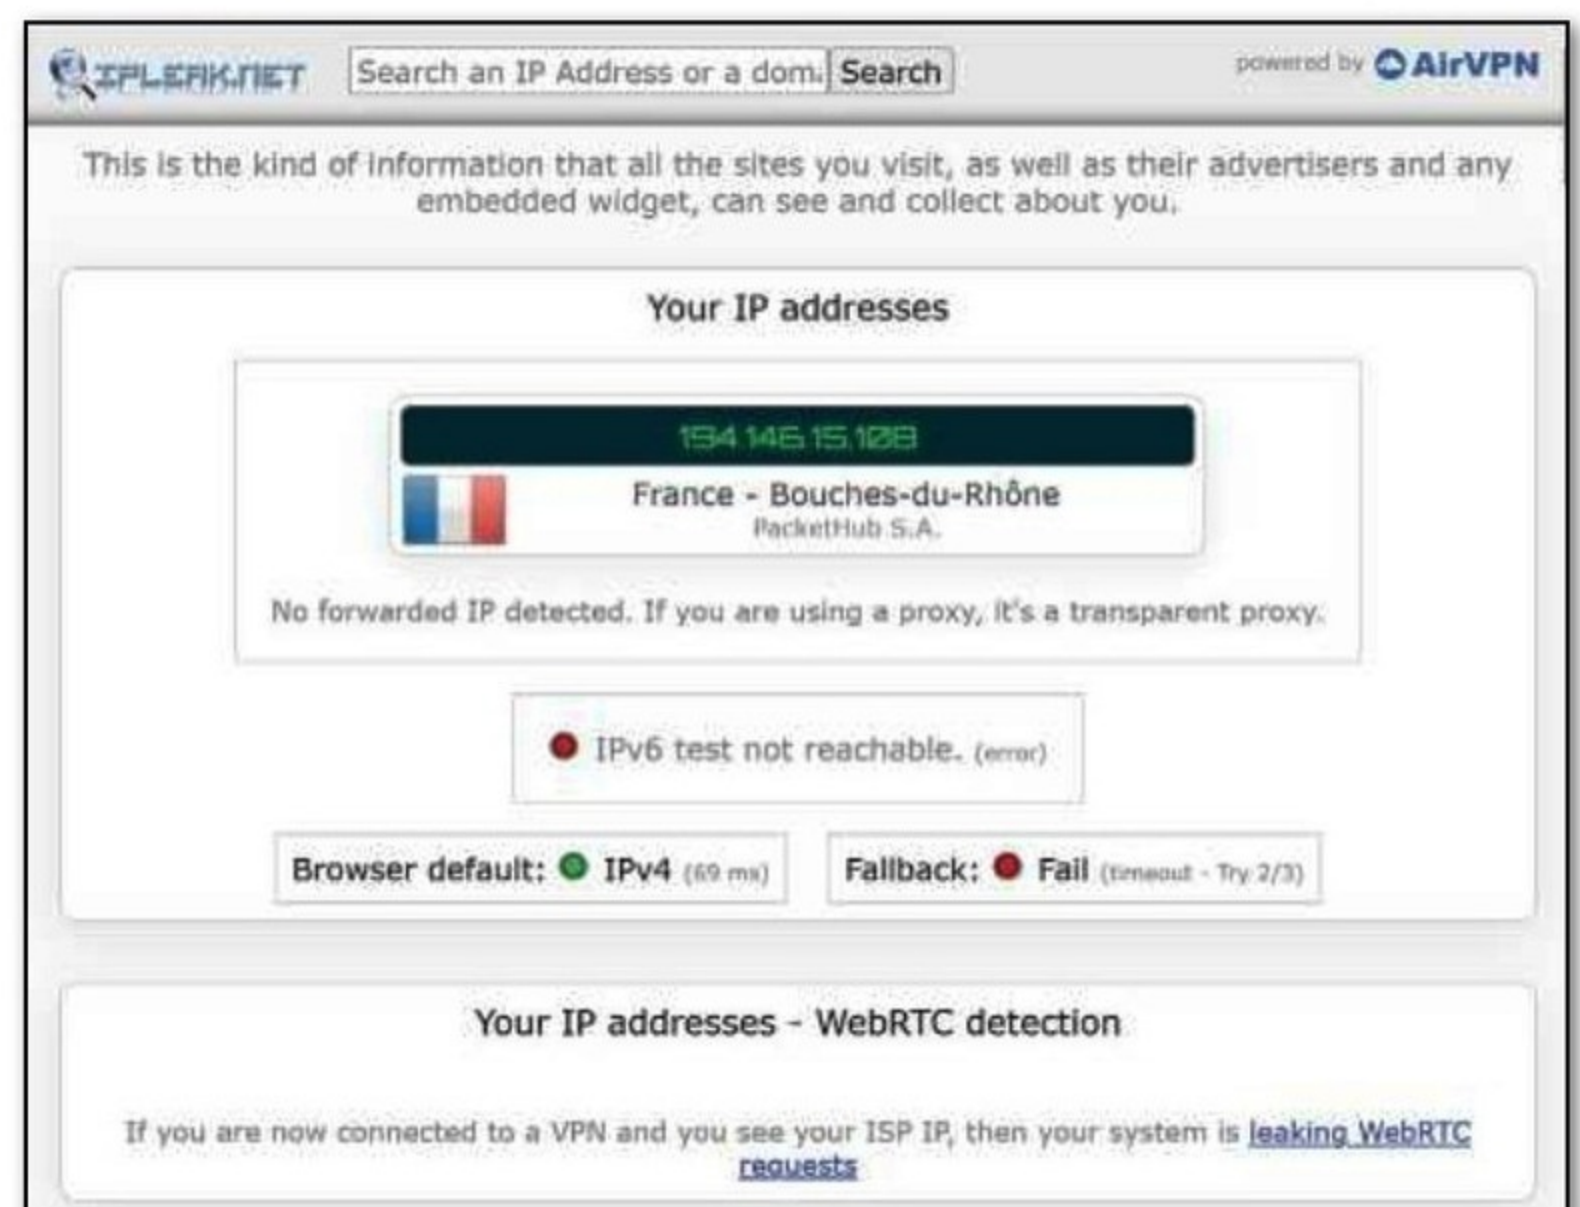 IPLEAK.NET
Search an IP Address or a dom
Search
powered by AirVPN
This is the kind of information that all the sites you visit, as well as their advertisers and any
embedded widget, can see and collect about you.
Your IP addresses
194.146.15.108
France - Bouches-du-Rhône
PacketHub S.A.
No forwarded IP detected. If you are using a proxy, it's a transparent proxy.
IPv6 test not reachable. (error)
Browser default: IPv4 (69 ms)
Fallback: Fail (timeout - Try 2/3)
Your IP addresses - WebRTC detection
If you are now connected to a VPN and you see your ISP IP, then your system is leaking WebRTC
requests